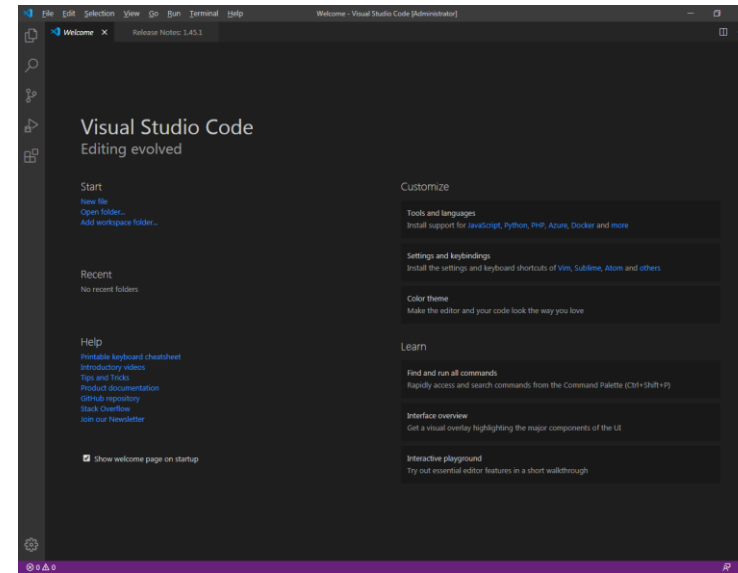 File Edit Selection View Go Run Terminal Help
Welcome - Visual Studio Code [Administrator]
Welcome
Release Notes: 1.45.1
Visual Studio Code
Editing evolved
Start
New file
Open folder...
Add workspace folder...
Recent
No recent folders
Help
Printable keyboard cheatsheet
Introductory videos
Tips and Tricks
Product documentation
GitHub repository
Stack Overflow
Join our Newsletter
Show welcome page on startup
Customize
Tools and languages
Install support for JavaScript, Python, PHP, Azure, Docker and more
Settings and keybindings
Install the settings and keyboard shortcuts of Vim, Sublime, Atom and others
Color theme
Make the editor and your code look the way you love
Learn
Find and run all commands
Rapidly access and search commands from the Command Palette (Ctrl+Shift+P)
Interface overview
Get a visual overlay highlighting the major components of the UI
Interactive playground
Try out essential editor features in a short walkthrough
0 0